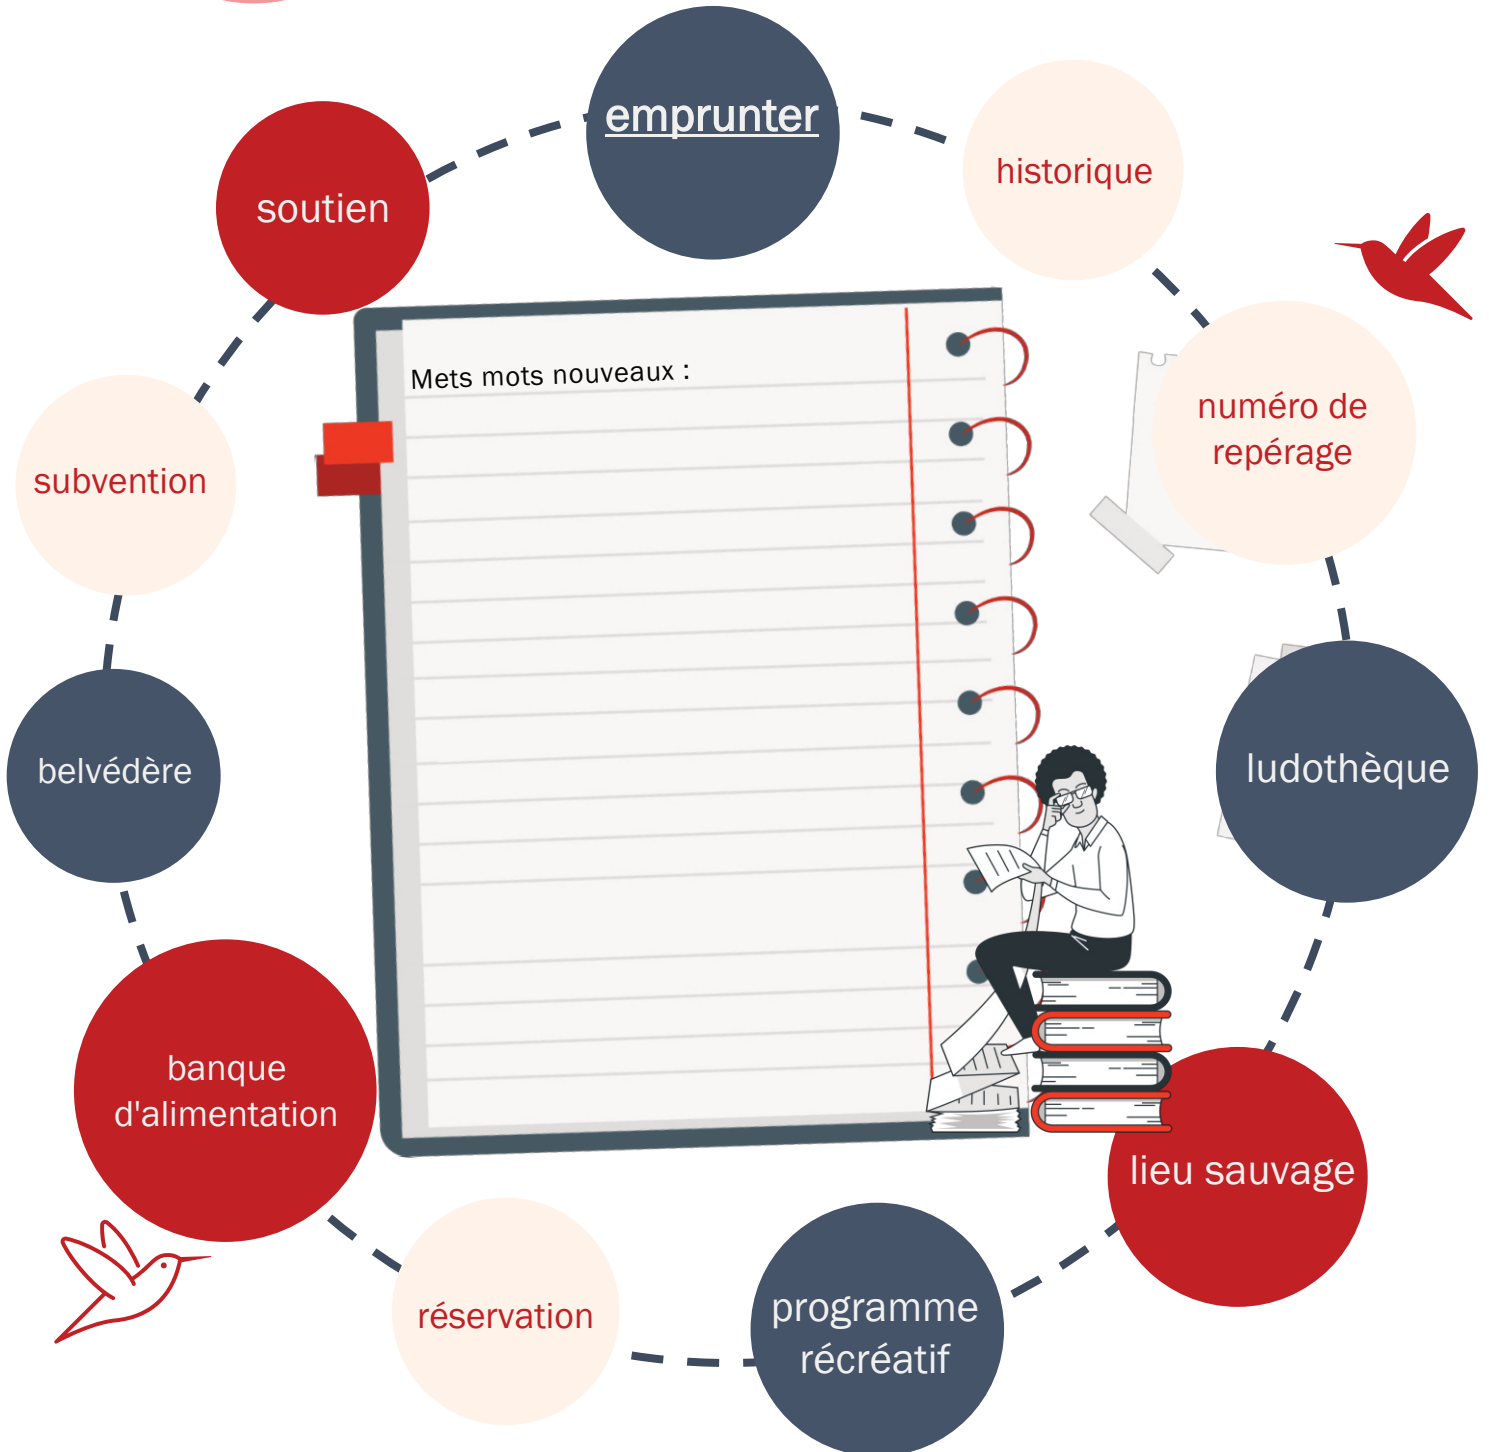 emprunter
historique
soutien
Mets mots nouveaux :
numéro de
repérage
subvention
belvédère
ludothèque
banque
d'alimentation
lieu sauvage
réservation
programme
récréatif